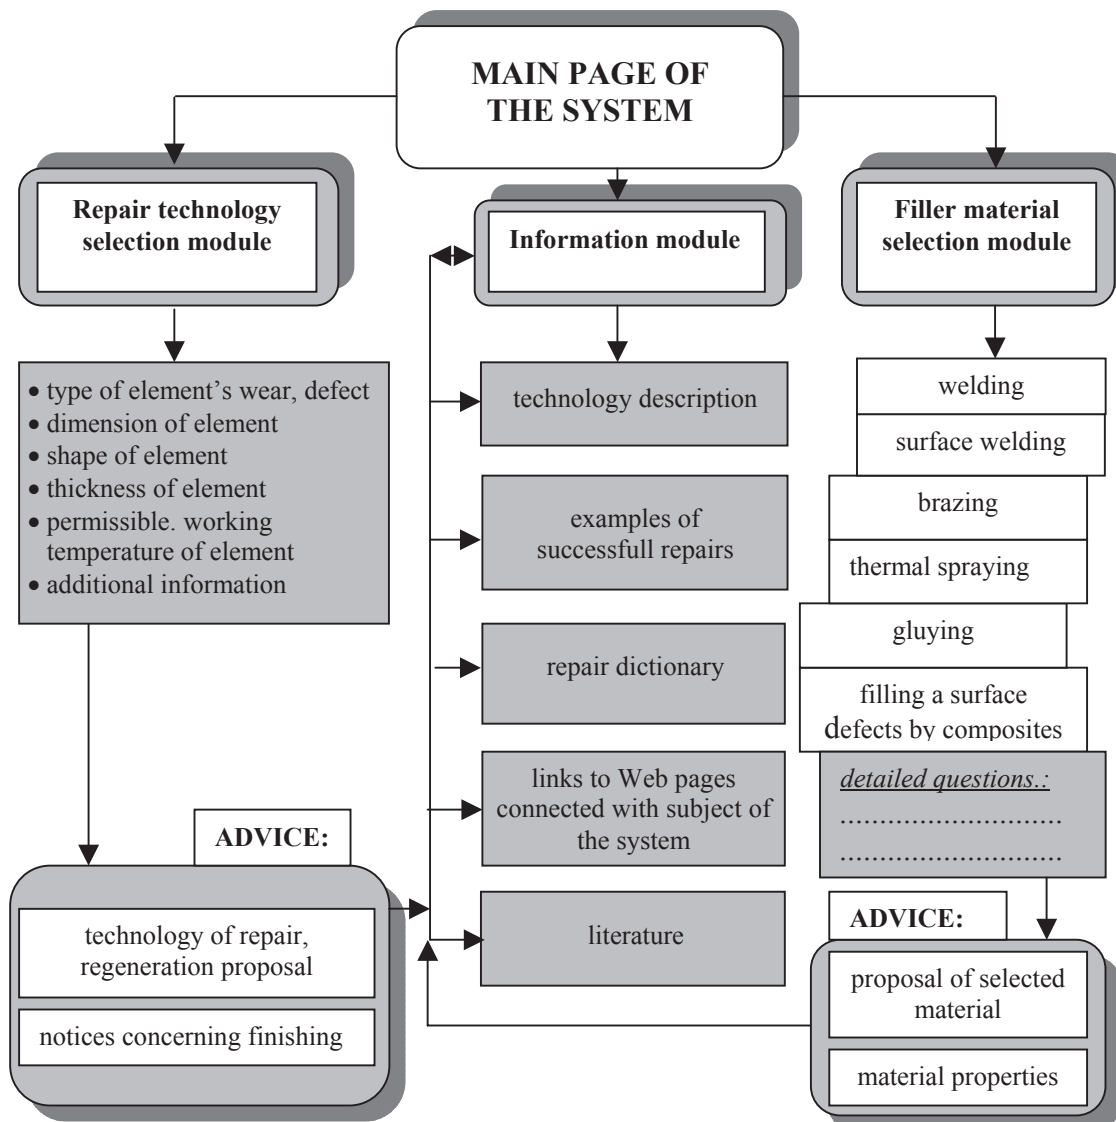 MAIN PAGE OF
THE SYSTEM
Repair technology
selection module
Information module
Filler material
selection module
• type of element's wear, defect
• dimension of element
• shape of element
• thickness of element
• permissible. working
temperature of element
• additional information
technology description
examples of
successfull repairs
repair dictionary
links to Web pages
connected with subject of
the system
literature
welding
surface welding
brazing
thermal spraying
gluying
filling a surface
defects by composites
detailed questions.:
............................
............................
ADVICE:
technology of repair,
regeneration proposal
notices concerning finishing
ADVICE:
proposal of selected
material
material properties